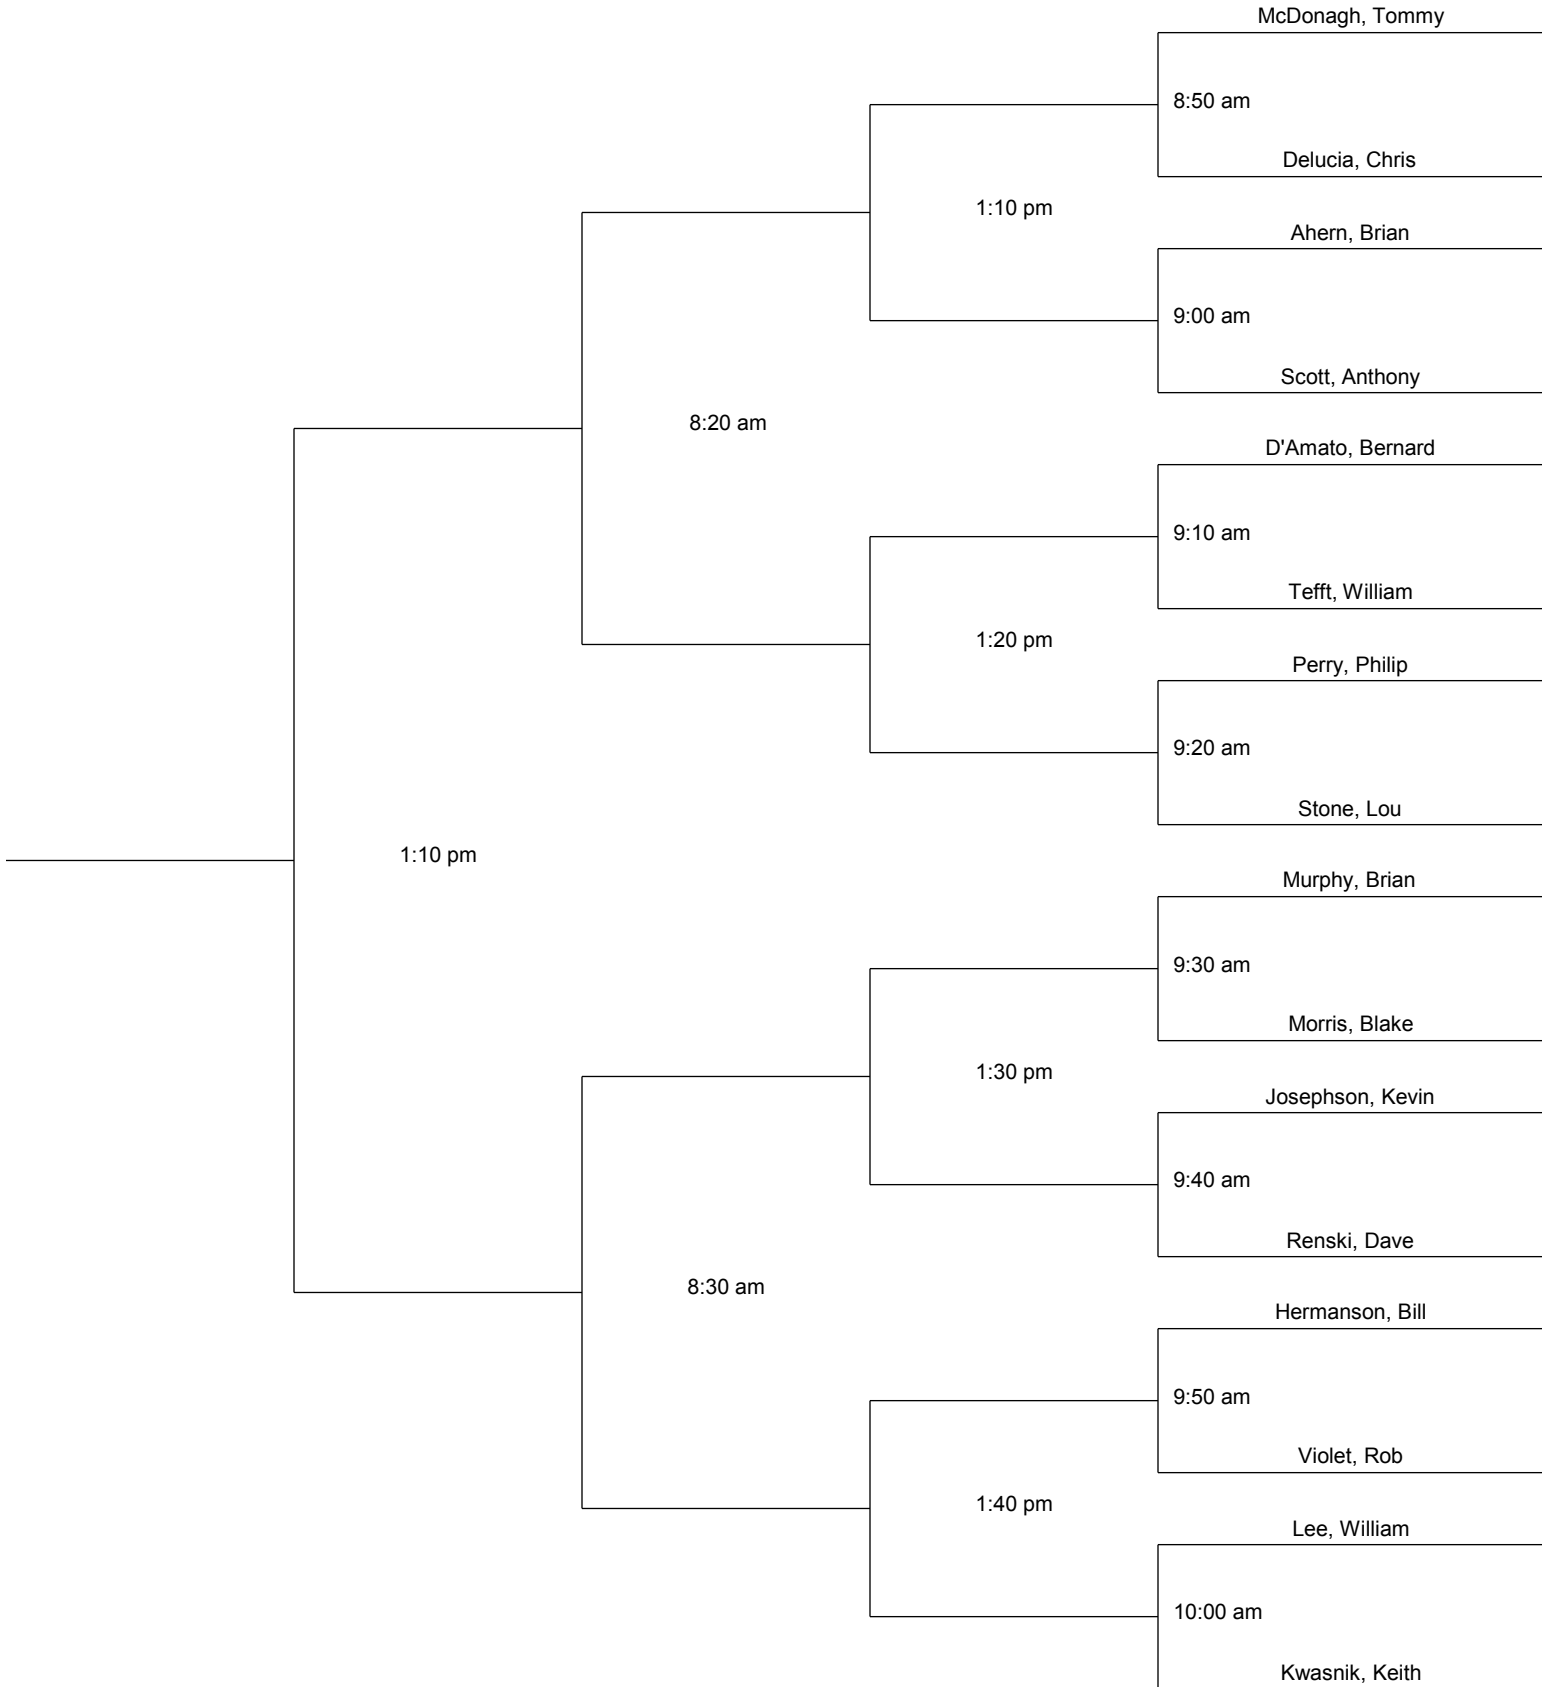 McDonagh, Tommy
8:50 am
Delucia, Chris
1:10 pm
Ahern, Brian
9:00 am
Scott, Anthony
8:20 am
D'Amato, Bernard
9:10 am
Tefft, William
1:20 pm
Perry, Philip
9:20 am
Stone, Lou
1:10 pm
Murphy, Brian
9:30 am
Morris, Blake
1:30 pm
Josephson, Kevin
9:40 am
Renski, Dave
8:30 am
Hermanson, Bill
9:50 am
Violet, Rob
1:40 pm
Lee, William
10:00 am
Kwasnik, Keith